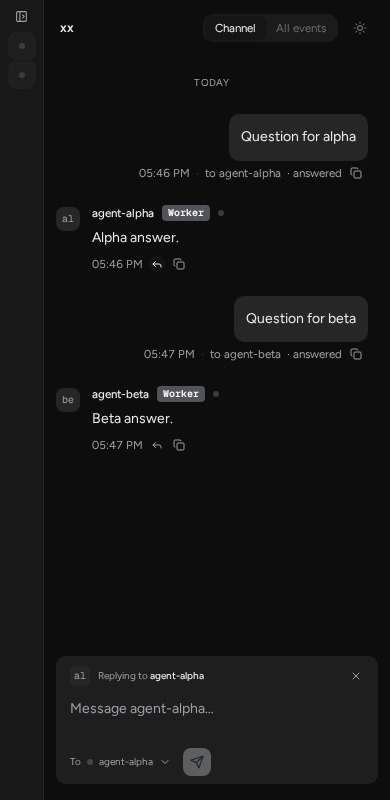 xx
Channel
All events
TODAY
Question for alpha
05:46 PM · to agent-alpha · answered
al
agent-alpha Worker
Alpha answer.
05:46 PM
Question for beta
05:47 PM · to agent-beta · answered
be
agent-beta Worker
Beta answer.
05:47 PM
al Replying to agent-alpha
Message agent-alpha...
To agent-alpha